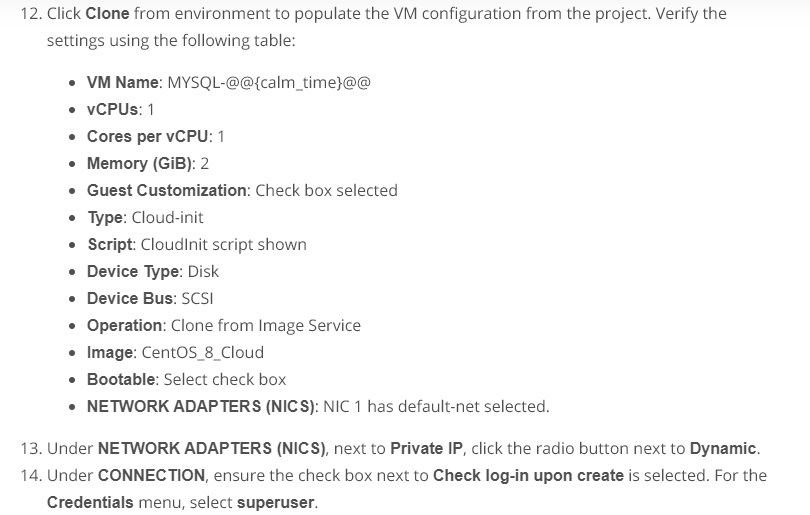 12. Click Clone from environment to populate the VM configuration from the project. Verify the
settings using the following table:
• VM Name: MYSQL-@@{calm_time}@@
• vCPUs: 1
• Cores per vCPU: 1
• Memory (GiB): 2
• Guest Customization: Check box selected
• Type: Cloud-init
• Script: CloudInit script shown
• Device Type: Disk
• Device Bus: SCSI
• Operation: Clone from Image Service
• Image: CentOS_8_Cloud
• Bootable: Select check box
• NETWORK ADAPTERS (NICS): NIC 1 has default-net selected.
13. Under NETWORK ADAPTERS (NICS), next to Private IP, click the radio button next to Dynamic.
14. Under CONNECTION, ensure the check box next to Check log-in upon create is selected. For the
Credentials menu, select superuser.